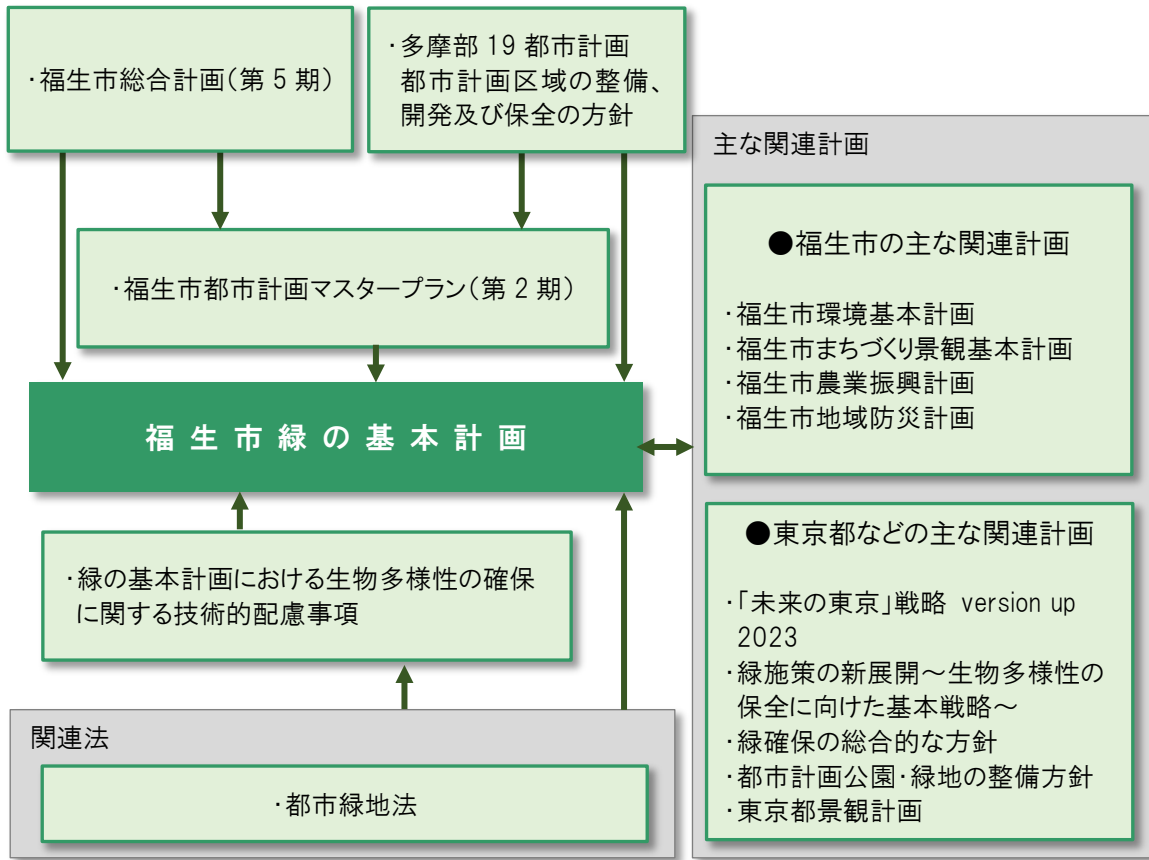 ・福生市総合計画（第5期）
・多摩部19都市計画
都市計画区域の整備、
開発及び保全の方針
・福生市都市計画マスタープラン（第2期）
福生市緑の基本計画
・緑の基本計画における生物多様性の確保
に関する技術的配慮事項
関連法
・都市緑地法
主な関連計画
●福生市の主な関連計画
・福生市環境基本計画
・福生市まちづくり景観基本計画
・福生市農業振興計画
・福生市地域防災計画
●東京都などの主な関連計画
・「未来の東京」戦略 version up
2023
・緑施策の新展開～生物多様性の
保全に向けた基本戦略～
・緑確保の総合的な方針
・都市計画公園・緑地の整備方針
・東京都景観計画